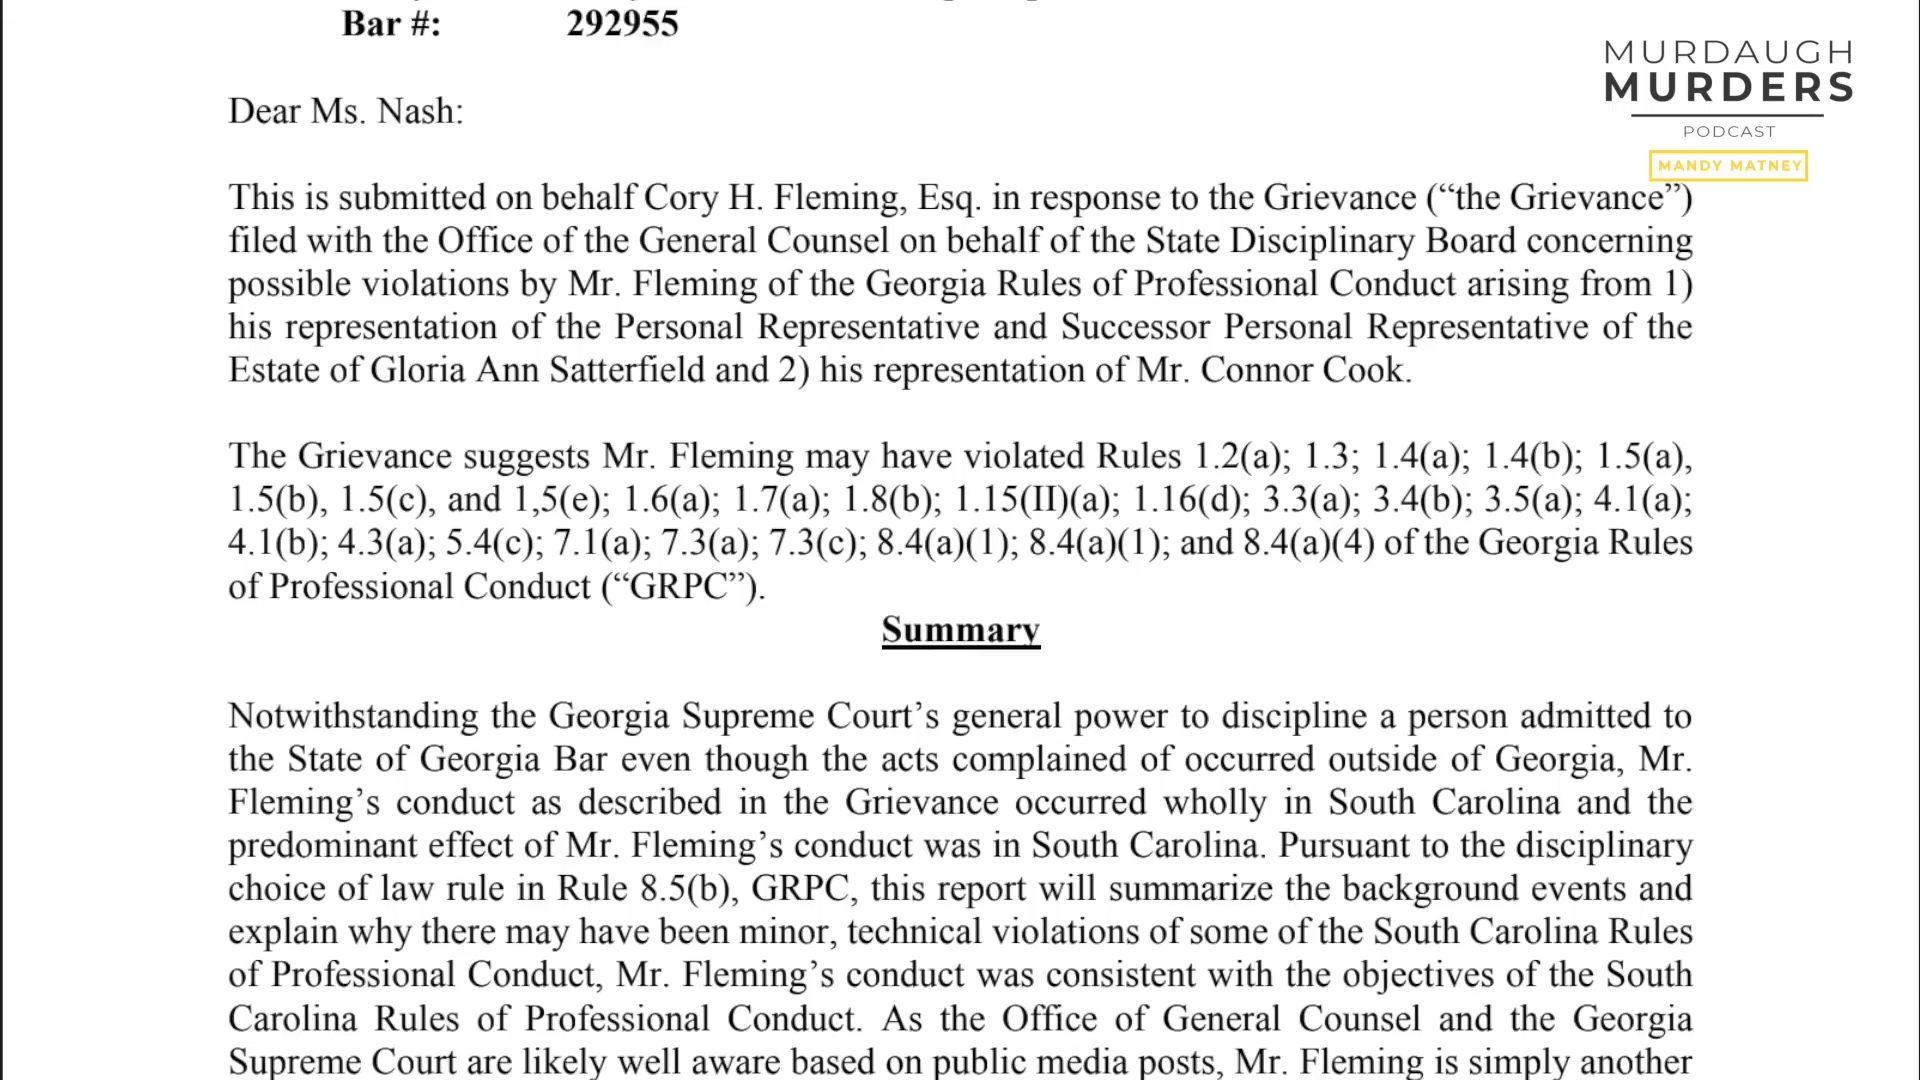 Bar #: 292955
MURDAUGH
MURDERS
PODCAST
MANDY MATNEY
Dear Ms. Nash:
This is submitted on behalf Cory H. Fleming, Esq. in response to the Grievance (“the Grievance”)
filed with the Office of the General Counsel on behalf of the State Disciplinary Board concerning
possible violations by Mr. Fleming of the Georgia Rules of Professional Conduct arising from 1)
his representation of the Personal Representative and Successor Personal Representative of the
Estate of Gloria Ann Satterfield and 2) his representation of Mr. Connor Cook.
The Grievance suggests Mr. Fleming may have violated Rules 1.2(a); 1.3; 1.4(a); 1.4(b); 1.5(a),
1.5(b), 1.5(c), and 1,5(e); 1.6(a); 1.7(a); 1.8(b); 1.15(II)(a); 1.16(d); 3.3(a); 3.4(b); 3.5(a); 4.1(a);
4.1(b); 4.3(a); 5.4(c); 7.1(a); 7.3(a); 7.3(c); 8.4(a)(1); 8.4(a)(1); and 8.4(a)(4) of the Georgia Rules
of Professional Conduct (“GRPC”).
Summary
Notwithstanding the Georgia Supreme Court’s general power to discipline a person admitted to
the State of Georgia Bar even though the acts complained of occurred outside of Georgia, Mr.
Fleming’s conduct as described in the Grievance occurred wholly in South Carolina and the
predominant effect of Mr. Fleming’s conduct was in South Carolina. Pursuant to the disciplinary
choice of law rule in Rule 8.5(b), GRPC, this report will summarize the background events and
explain why there may have been minor, technical violations of some of the South Carolina Rules
of Professional Conduct, Mr. Fleming’s conduct was consistent with the objectives of the South
Carolina Rules of Professional Conduct. As the Office of General Counsel and the Georgia
Supreme Court are likely well aware based on public media posts, Mr. Fleming is simply another